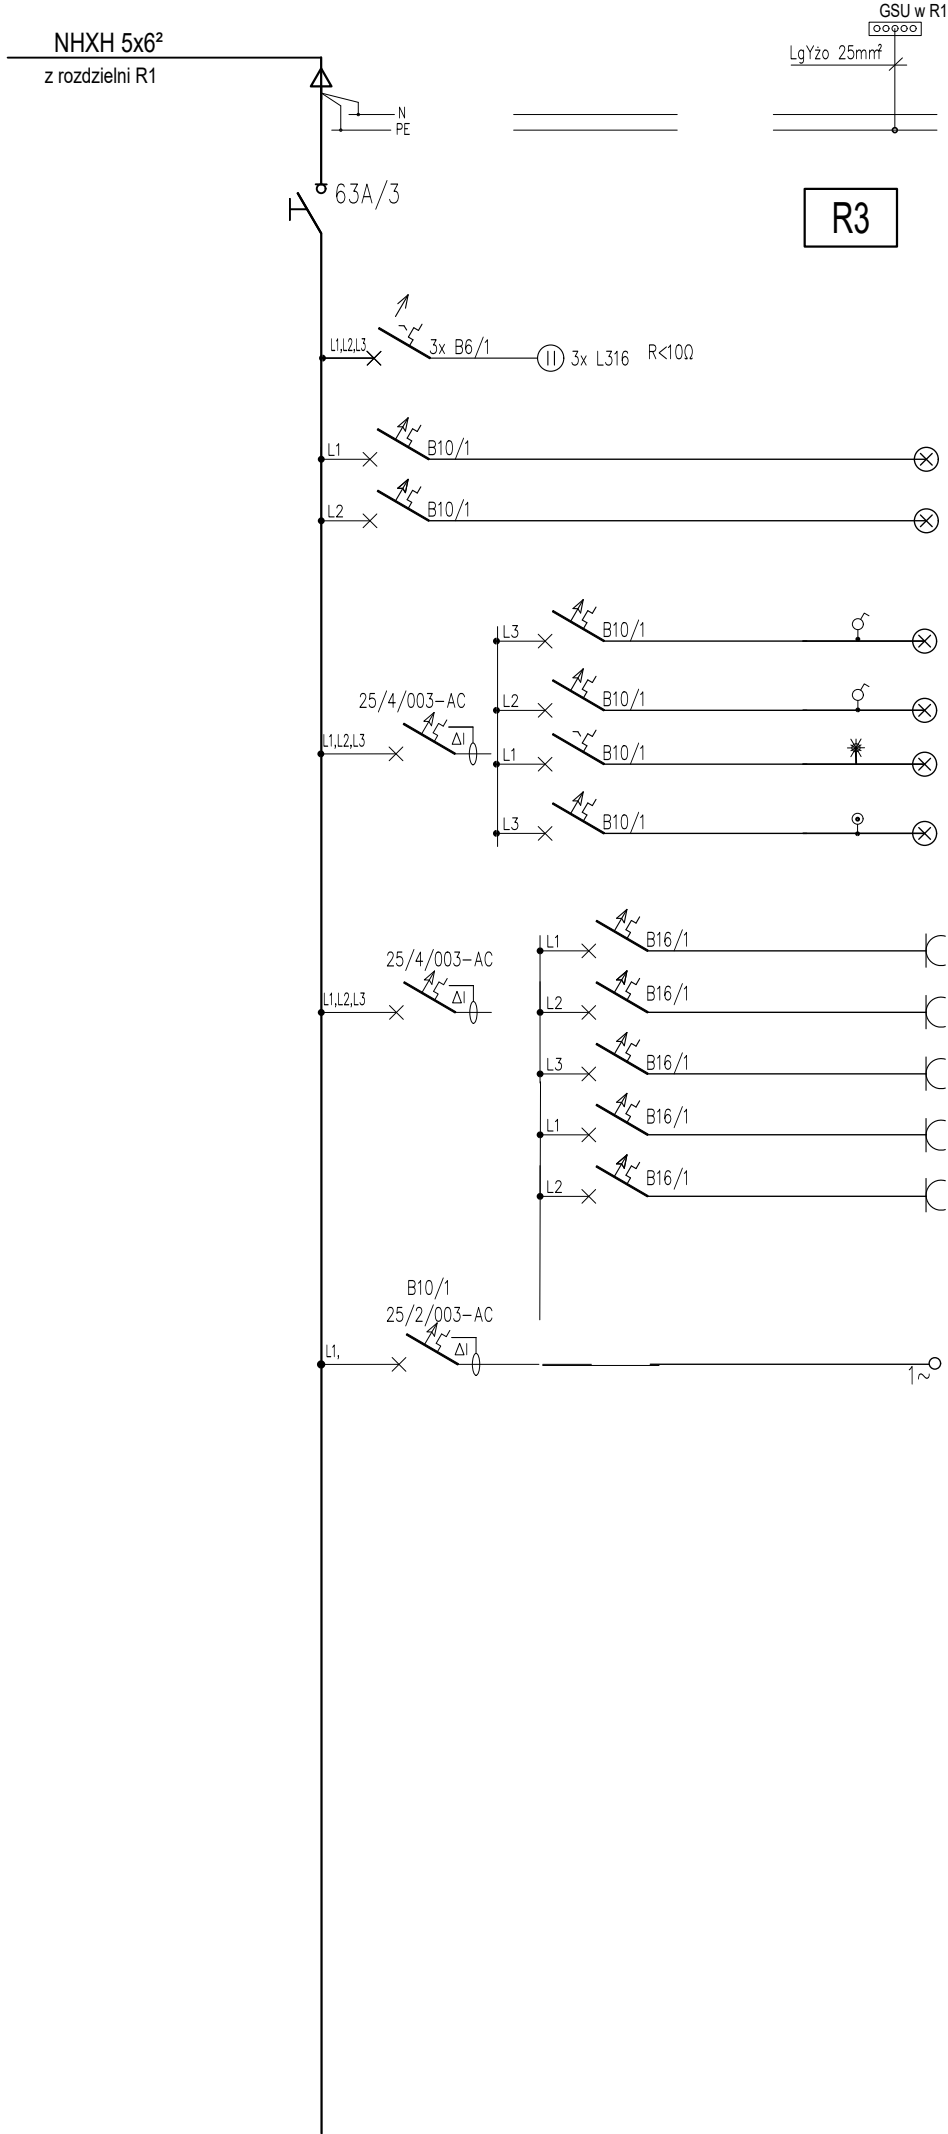 GSU w R1
NHXH 5x6²
LgYżo 25mm²
z rozdzielni R1
N
PE
63A/3
R3
L1,L2,L3
3x B6/1
3x L316
R<10Ω
L1
B10/1
L2
B10/1
L3
B10/1
25/4/003-AC
L2
B10/1
L1,L2,L3
ΔI
L1
B10/1
L3
B10/1
L1
B16/1
25/4/003-AC
L1,L2,L3
ΔI
L2
B16/1
L3
B16/1
L1
B16/1
L2
B16/1
B10/1
25/2/003-AC
L1,
ΔI
1~